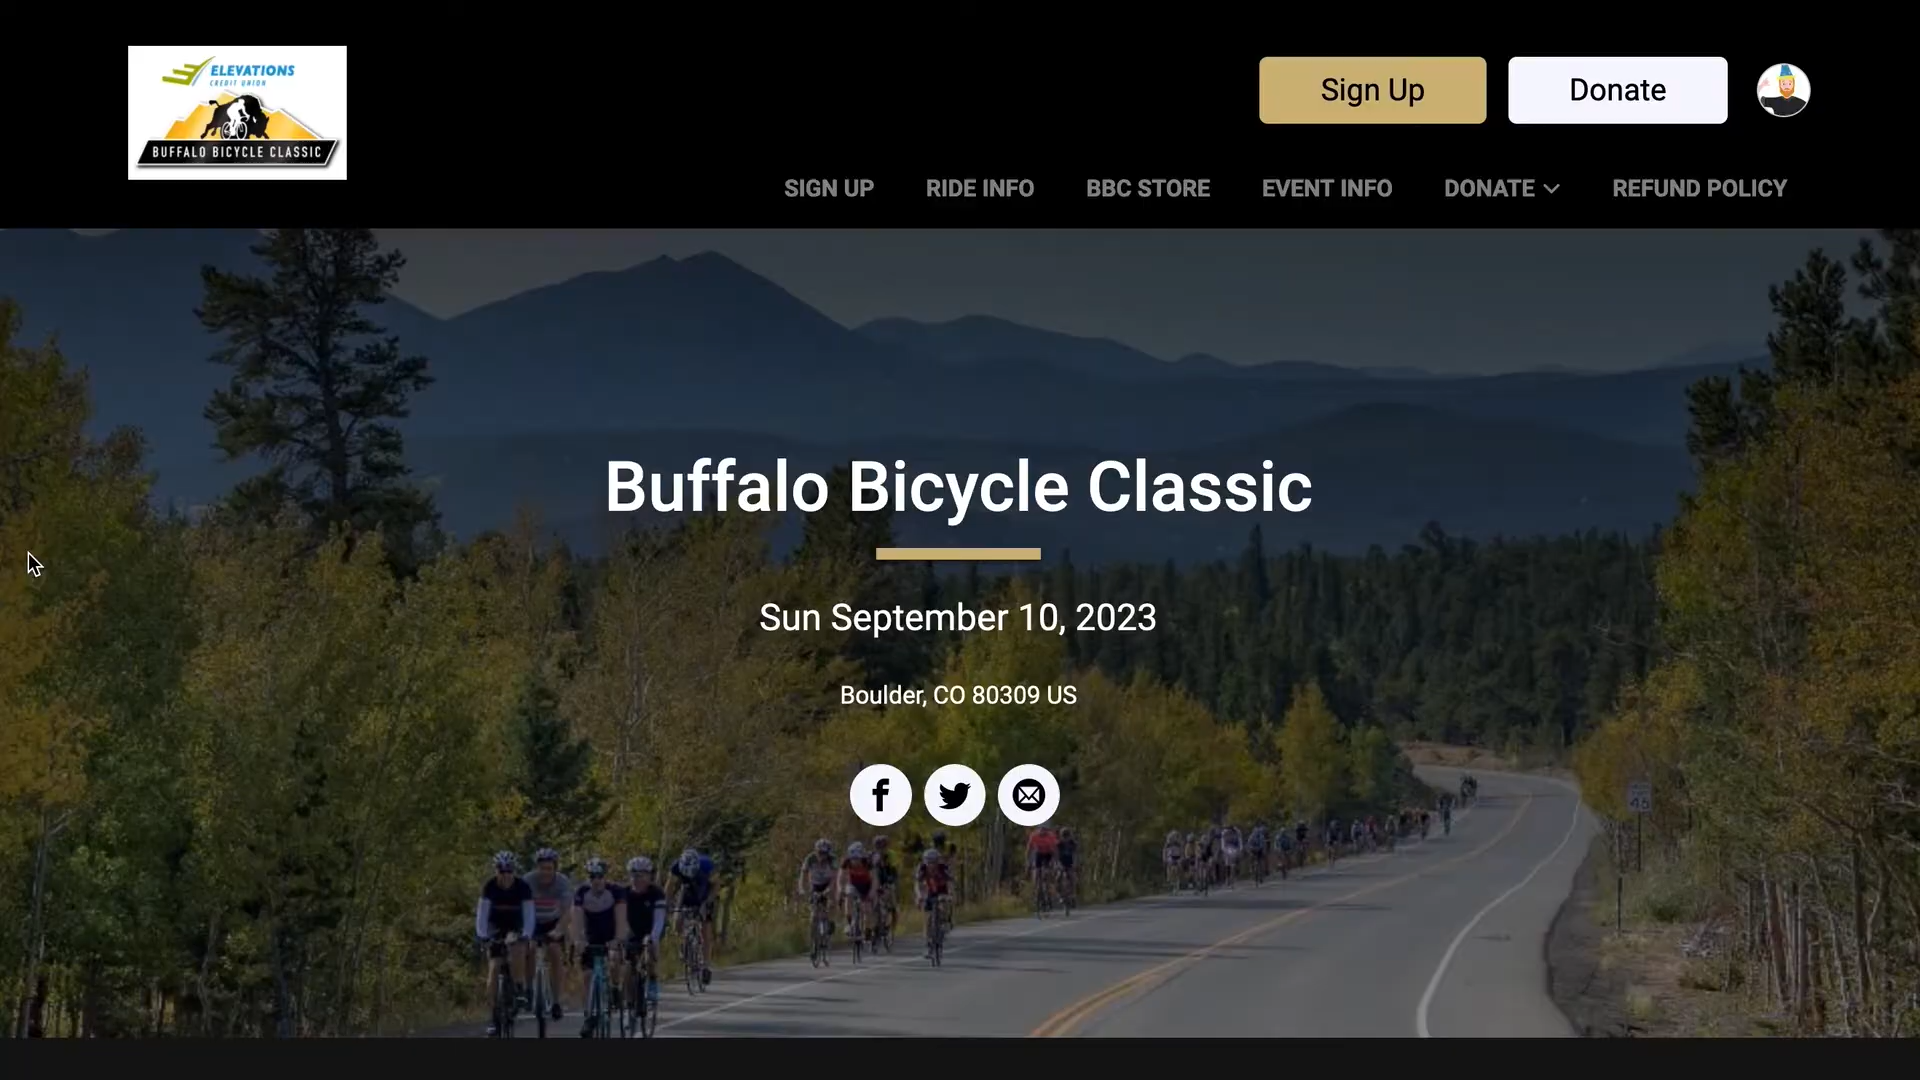 ELEVATIONS
CREDIT UNION
BUFFALO BICYCLE CLASSIC
Sign Up
Donate
SIGN UP
RIDE INFO
BBC STORE
EVENT INFO
DONATE
REFUND POLICY
Buffalo Bicycle Classic
Sun September 10, 2023
Boulder, CO 80309 US
45